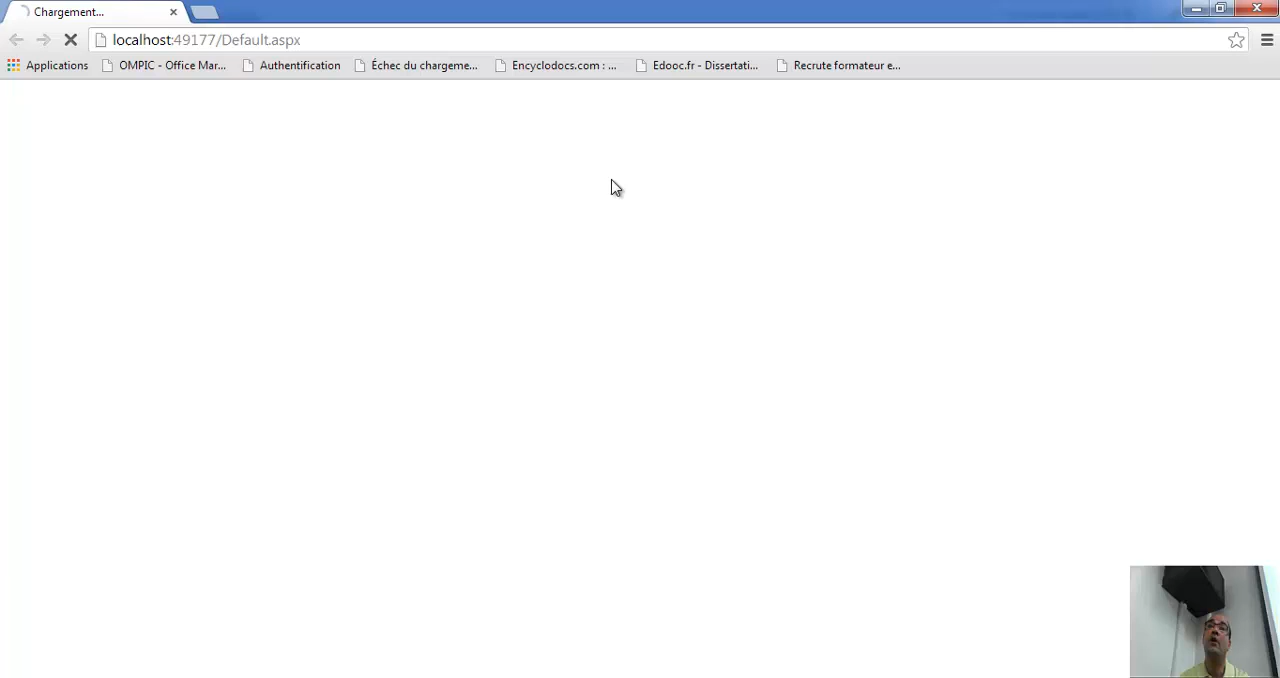 Chargement...
localhost:49177/Default.aspx
Applications OMPIC - Office Mar... Authentification Échec du chargeme... Encyclodocs.com : ... Edooc.fr - Dissertati... Recrute formateur e...